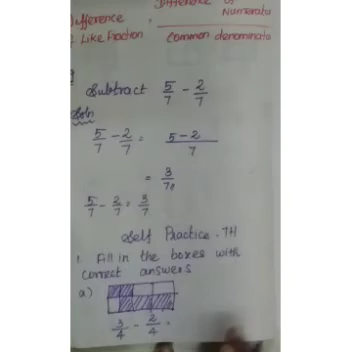 Difference of
Difference = Numerator
Like Fraction Common denominato
Subtract 5/7 - 2/7
Soln
5/7 - 2/7 = 5-2/7
= 3/7
5/7 - 2/7 = 3/7
Self Practice - 7H
1. Fill in the boxes with
correct answers
a)
3/4 - 2/4 =